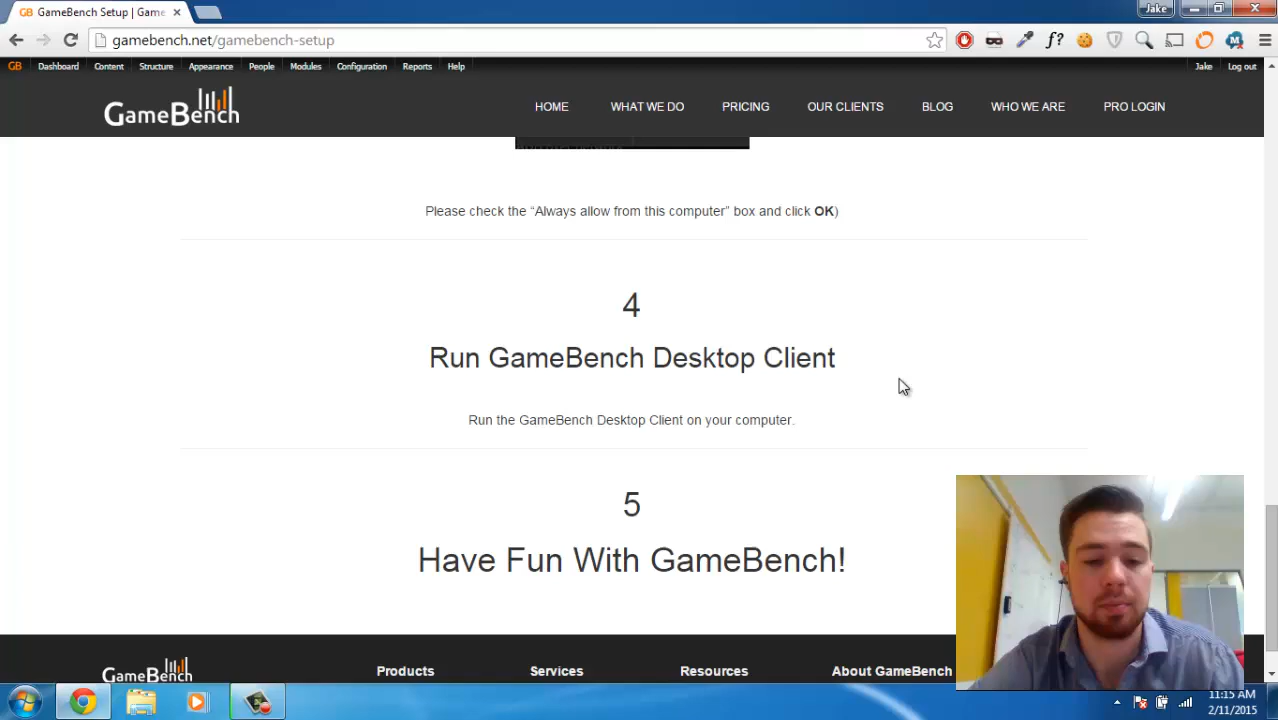 GB GameBench Setup | Game
Jake
gamebench.net/gamebench-setup
f?
GB Dashboard Content Structure Appearance People Modules Configuration Reports Help Jake Log out
GameBench HOME WHAT WE DO PRICING OUR CLIENTS BLOG WHO WE ARE PRO LOGIN
Please check the “Always allow from this computer” box and click OK)
4
Run GameBench Desktop Client
Run the GameBench Desktop Client on your computer.
5
Have Fun With GameBench!
GameBench Products Services Resources About GameBench
11:15 AM
2/11/2015